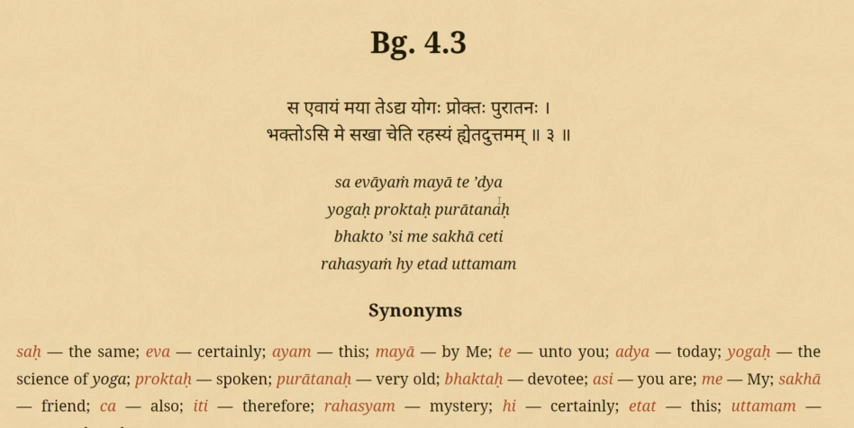 Bg. 4.3
स एवायं मया तेऽद्य योगः प्रोक्तः पुरातनः ।
भक्तोऽसि मे सखा चेति रहस्यं ह्येतदुत्तमम् ॥ ३ ॥
sa evāyaṁ mayā te ’dya
yogaḥ proktaḥ purātanaḥ
bhakto ’si me sakhā ceti
rahasyaṁ hy etad uttamam
Synonyms
saḥ — the same; eva — certainly; ayam — this; mayā — by Me; te — unto you; adya — today; yogaḥ — the
science of yoga; proktaḥ — spoken; purātanaḥ — very old; bhaktaḥ — devotee; asi — you are; me — My; sakhā
— friend; ca — also; iti — therefore; rahasyam — mystery; hi — certainly; etat — this; uttamam —